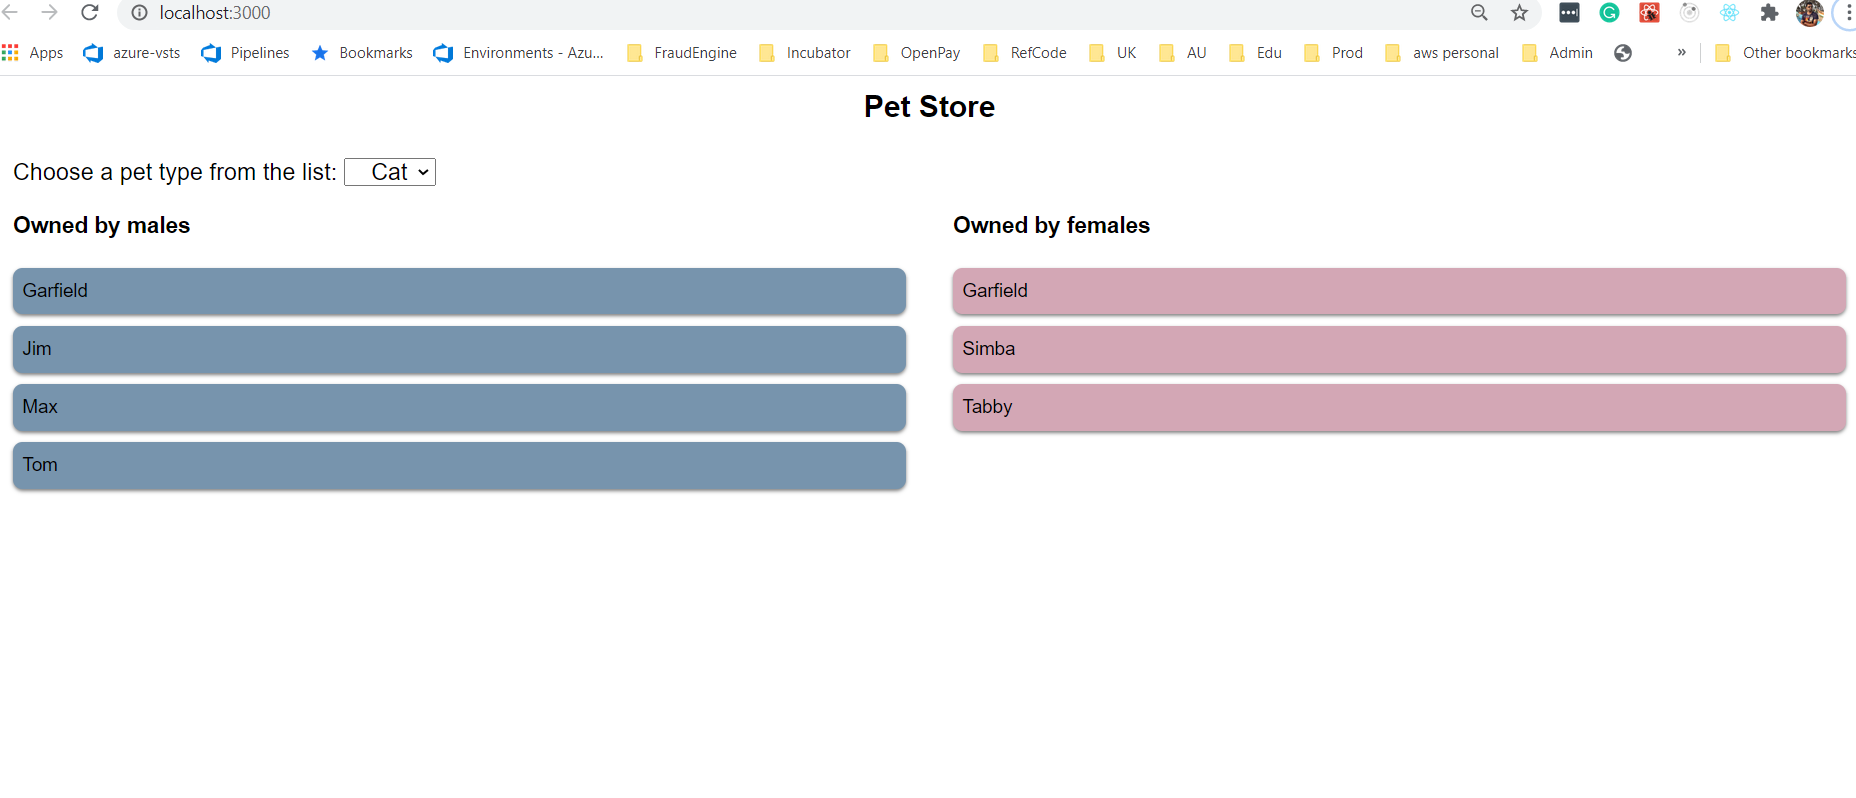 localhost:3000
Apps azure-vsts Pipelines Bookmarks Environments - Azu... FraudEngine Incubator OpenPay RefCode UK AU Edu Prod aws personal Admin » Other bookmarks
Pet Store
Choose a pet type from the list: Cat
Owned by males
Garfield
Jim
Max
Tom
Owned by females
Garfield
Simba
Tabby